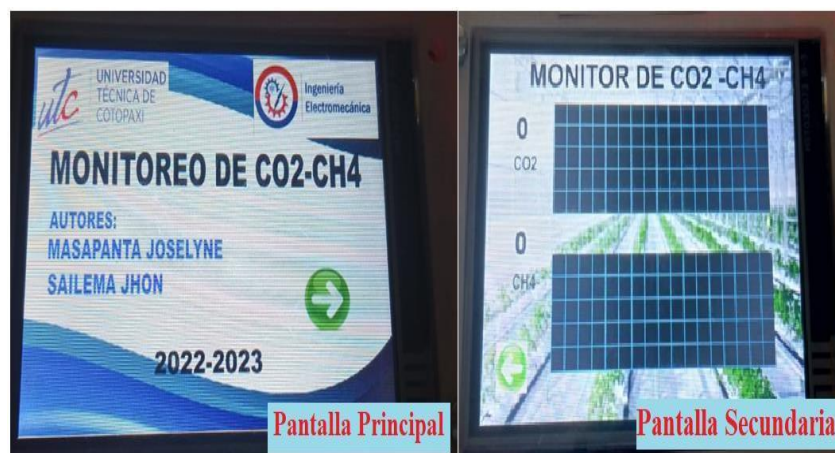 utc
UNIVERSIDAD
TÉCNICA DE
COTOPAXI
Ingeniería
Electromecánica
MONITOREO DE CO2-CH4
AUTORES:
MASAPANTA JOSELYNE
SAILEMA JHON
2022-2023
Pantalla Principal
MONITOR DE CO2 -CH4
0
CO2
0
CH4
Pantalla Secundaria